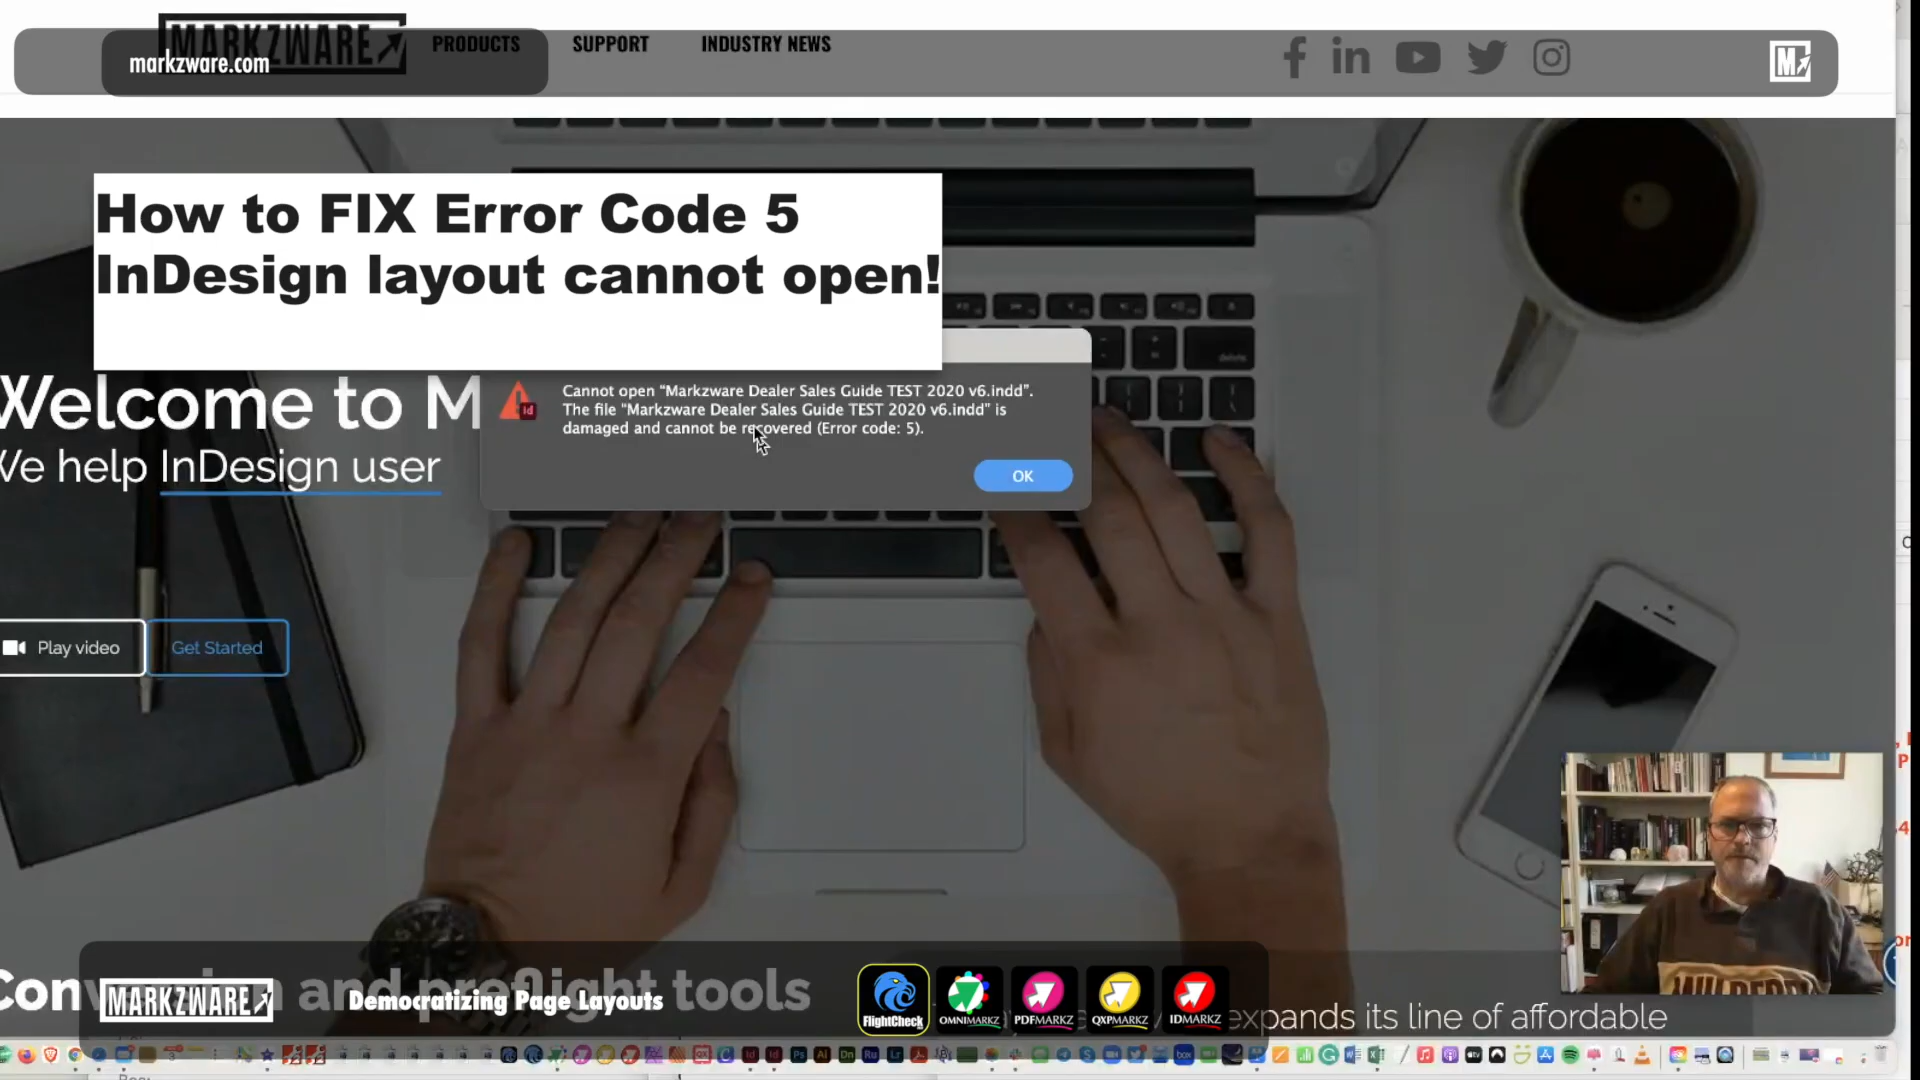 MARKZWARE
PRODUCTS
SUPPORT
INDUSTRY NEWS
markzware.com
How to FIX Error Code 5
InDesign layout cannot open!
Cannot open “Markzware Dealer Sales Guide TEST 2020 v6.indd”.
The file “Markzware Dealer Sales Guide TEST 2020 v6.indd” is
damaged and cannot be recovered (Error code: 5).
OK
Welcome to M
We help InDesign user
Play video
Get Started
and preflight tools
MARKZWARE
Democratizing Page Layouts
FlightCheck
OMNIMARKZ
PDFMARKZ
QXPMARKZ
IDMARKZ
expands its line of affordable